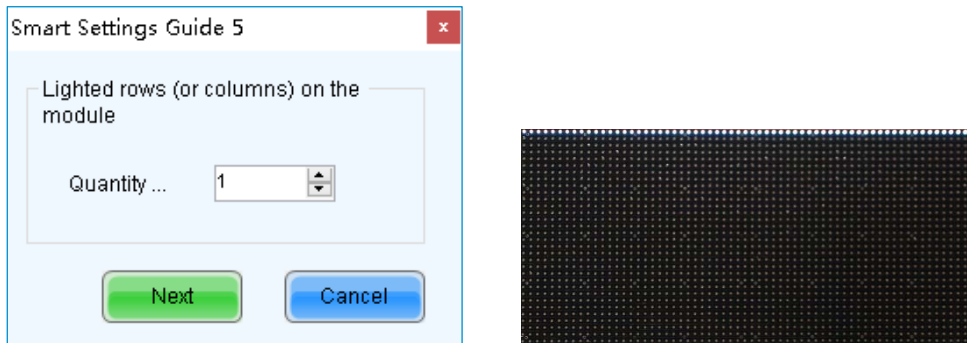 Smart Settings Guide 5
x
Lighted rows (or columns) on the
module
Quantity ...
1
Next
Cancel